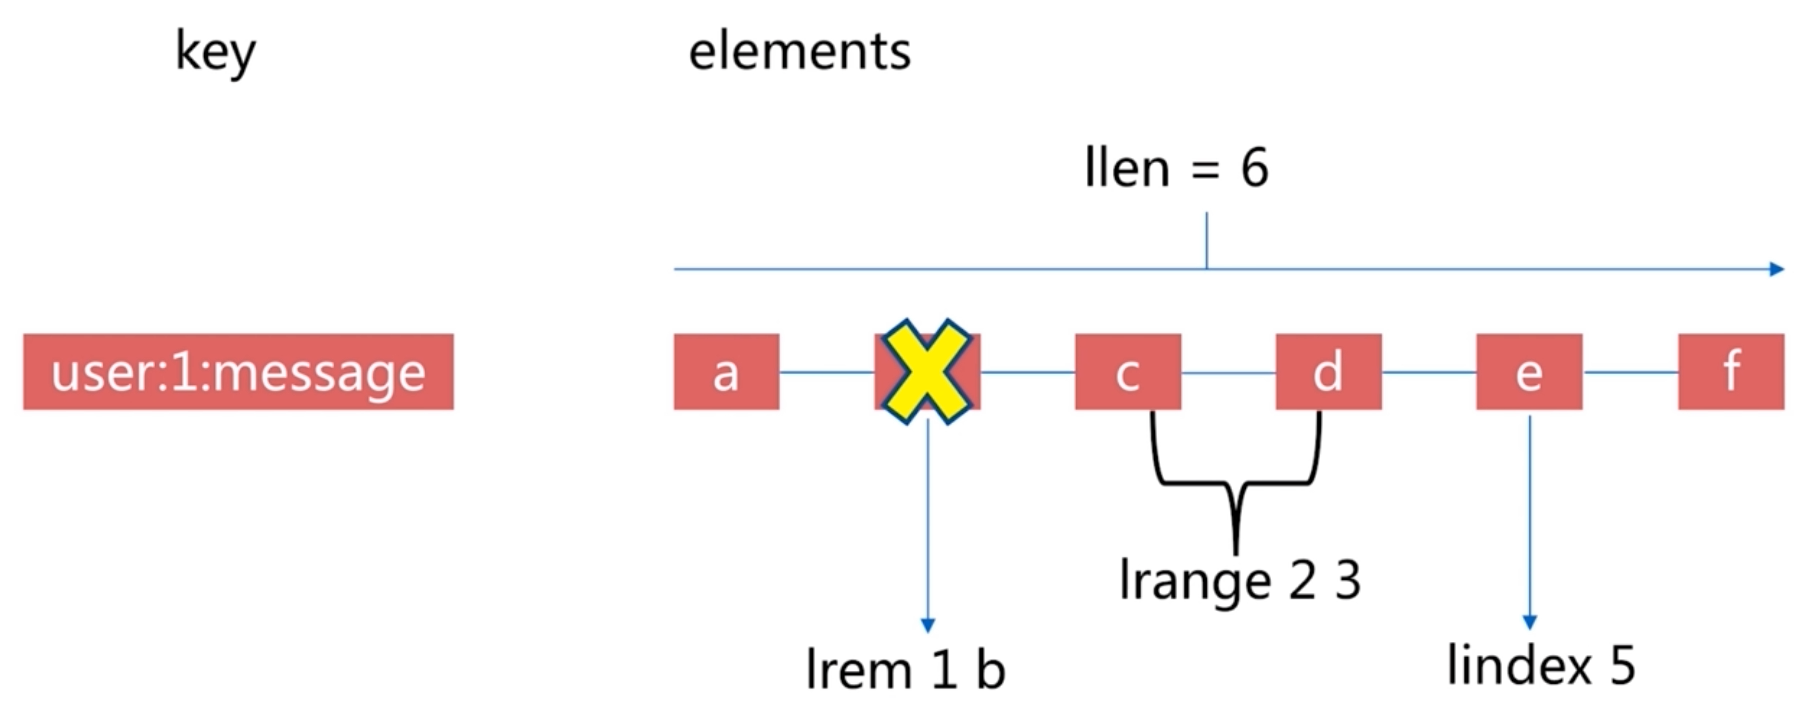 key
elements
llen = 6
user:1:message
a
c
d
e
f
lrange 2 3
lrem 1 b
lindex 5